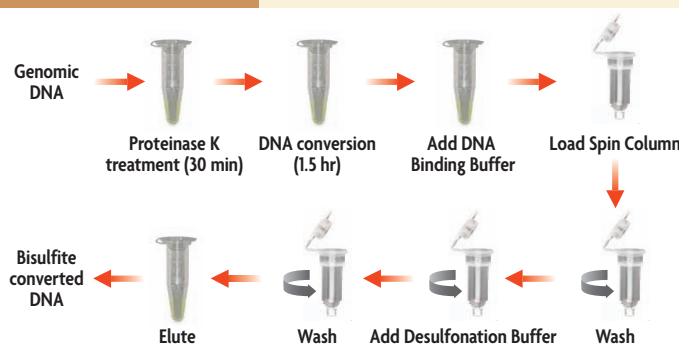 Genomic
DNA
Proteinase K
treatment (30 min)
DNA conversion
(1.5 hr)
Add DNA
Binding Buffer
Load Spin Column
Wash
Add Desulfonation Buffer
Wash
Elute
Bisulfite
converted
DNA